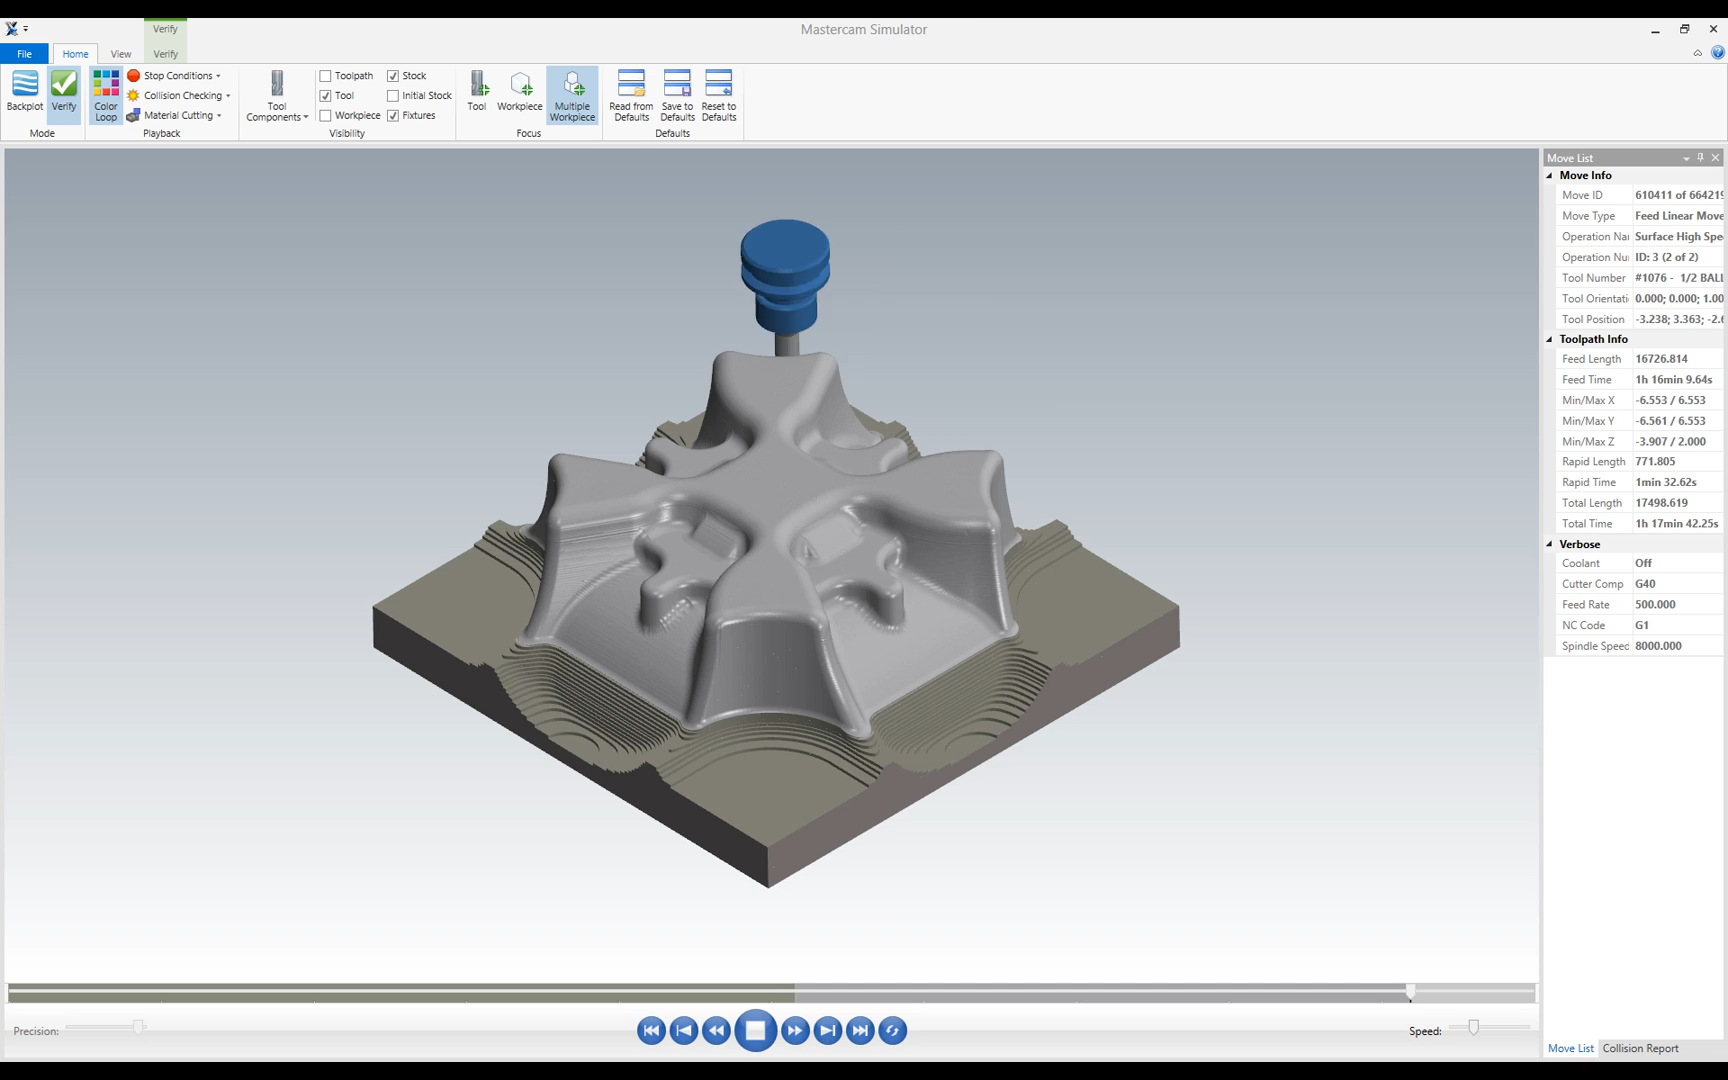 Verify
Mastercam Simulator
File
Home
View
Verify
Backplot
Verify
Mode
Color Loop
Stop Conditions
Collision Checking
Material Cutting
Playback
Tool Components
Toolpath
Tool
Workpiece
Stock
Initial Stock
Fixtures
Visibility
Tool
Workpiece
Multiple Workpiece
Focus
Read from Defaults
Save to Defaults
Reset to Defaults
Defaults
Move List
Move Info
Move ID 610411 of 664219
Move Type Feed Linear Move
Operation Na Surface High Spe
Operation Nu ID: 3 (2 of 2)
Tool Number #1076 - 1/2 BALL
Tool Orientati 0.000; 0.000; 1.00
Tool Position -3.238; 3.363; -2.6
Toolpath Info
Feed Length 16726.814
Feed Time 1h 16min 9.64s
Min/Max X -6.553 / 6.553
Min/Max Y -6.561 / 6.553
Min/Max Z -3.907 / 2.000
Rapid Length 771.805
Rapid Time 1min 32.62s
Total Length 17498.619
Total Time 1h 17min 42.25s
Verbose
Coolant Off
Cutter Comp G40
Feed Rate 500.000
NC Code G1
Spindle Speed 8000.000
Precision:
Speed:
Move List
Collision Report